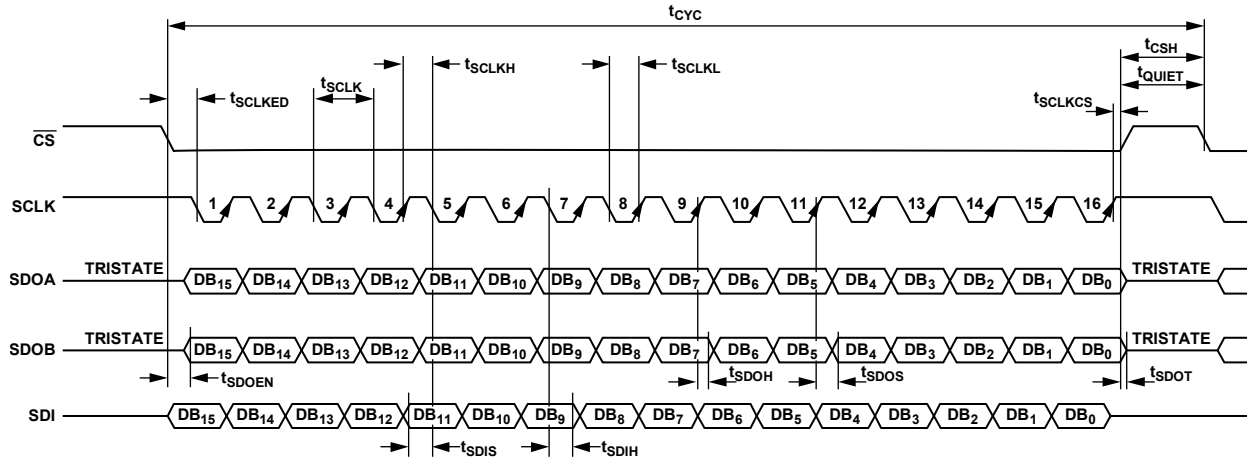 tCYC
tCSH
tSCLKH
tSCLKL
tSCLK
tQUIET
tSCLKED
tSCLKCS
CS
SCLK 1 2 3 4 5 6 7 8 9 10 11 12 13 14 15 16
TRISTATE TRISTATE
SDOA DB15 DB14 DB13 DB12 DB11 DB10 DB9 DB8 DB7 DB6 DB5 DB4 DB3 DB2 DB1 DB0
TRISTATE TRISTATE
SDOB DB15 DB14 DB13 DB12 DB11 DB10 DB9 DB8 DB7 DB6 DB5 DB4 DB3 DB2 DB1 DB0
tSDOEN tSDOH tSDOS tSDOT
SDI DB15 DB14 DB13 DB12 DB11 DB10 DB9 DB8 DB7 DB6 DB5 DB4 DB3 DB2 DB1 DB0
tSDIS tSDIH